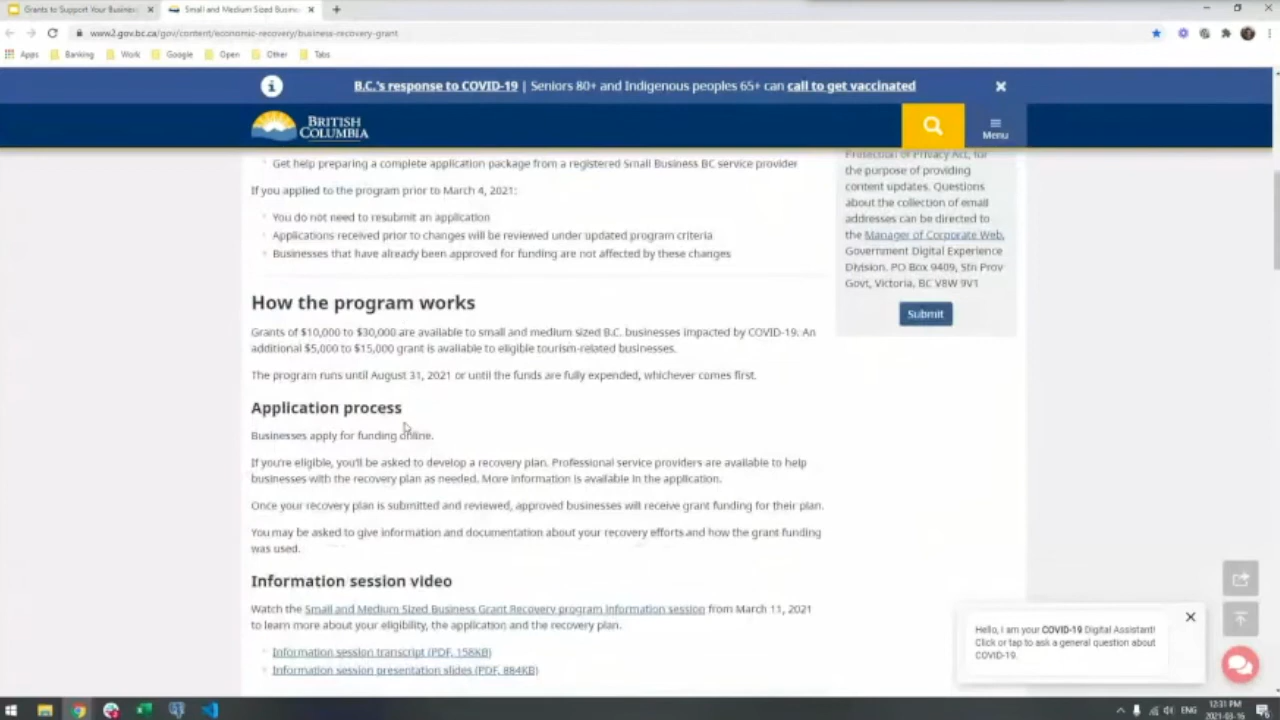 Grants to Support Your Busines
Small and Medium Sized Busine
www2.gov.bc.ca/gov/content/economic-recovery/business-recovery-grant
Apps Banking Work Google Open Other Tabs
B.C.'s response to COVID-19 | Seniors 80+ and Indigenous peoples 65+ can call to get vaccinated
BRITISH
COLUMBIA
Menu
Get help preparing a complete application package from a registered Small Business BC service provider
If you applied to the program prior to March 4, 2021:
You do not need to resubmit an application
Applications received prior to changes will be reviewed under updated program criteria
Businesses that have already been approved for funding are not affected by these changes
How the program works
Grants of $10,000 to $30,000 are available to small and medium sized B.C. businesses impacted by COVID-19. An
additional $5,000 to $15,000 grant is available to eligible tourism-related businesses.
The program runs until August 31, 2021 or until the funds are fully expended, whichever comes first.
Application process
Businesses apply for funding online.
If you're eligible, you'll be asked to develop a recovery plan. Professional service providers are available to help
businesses with the recovery plan as needed. More information is available in the application.
Once your recovery plan is submitted and reviewed, approved businesses will receive grant funding for their plan.
You may be asked to give information and documentation about your recovery efforts and how the grant funding
was used.
Information session video
Watch the Small and Medium Sized Business Grant Recovery program information session from March 11, 2021
to learn more about your eligibility, the application and the recovery plan.
Information session transcript (PDF, 158KB)
Information session presentation slides (PDF, 884KB)
Protection of Privacy Act, for
the purpose of providing
content updates. Questions
about the collection of email
addresses can be directed to
the Manager of Corporate Web,
Government Digital Experience
Division. PO Box 9409, Stn Prov
Govt, Victoria, BC V8W 9V1
Submit
Hello, I am your COVID-19 Digital Assistant!
Click or tap to ask a general question about
COVID-19.
ENG
12:31 PM
2021-03-16